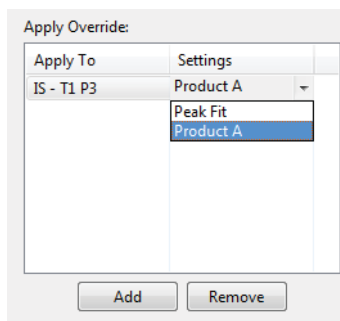 Apply Override:
Apply To Settings
IS - T1 P3 Product A
Peak Fit
Product A
Add Remove